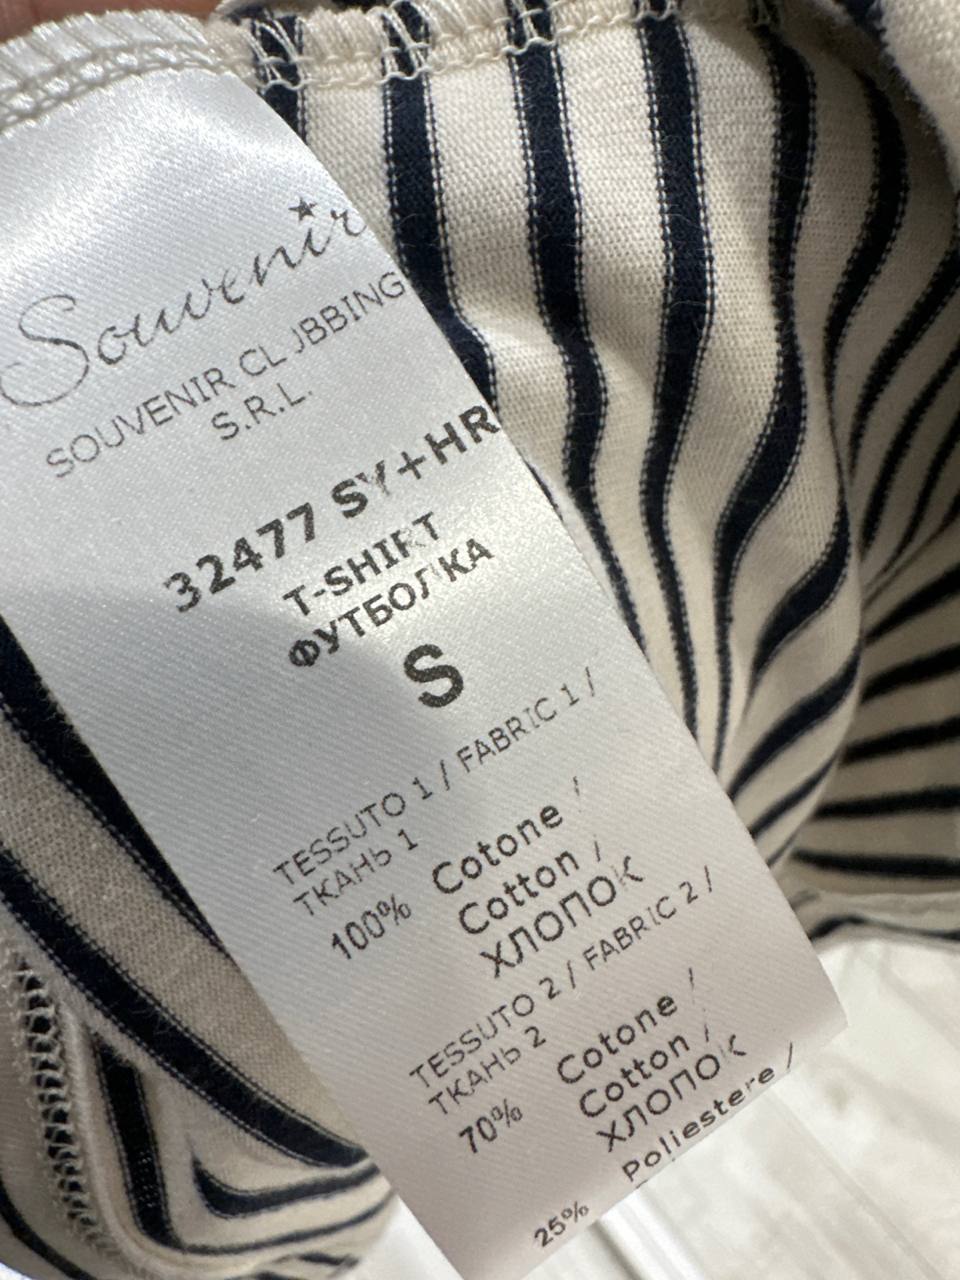 Souvenir
SOUVENIR CLUBBING
S.R.L.
32477 SY+HR
T-SHIRT
ФУТБОЛКА
S
TESSUTO 1 / FABRIC 1 /
ТКАНЬ 1
100% Cotone /
Cotton /
ХЛОПОК
TESSUTO 2 / FABRIC 2 /
ТКАНЬ 2
70% Cotone /
Cotton /
ХЛОПОК
25% Poliestere /